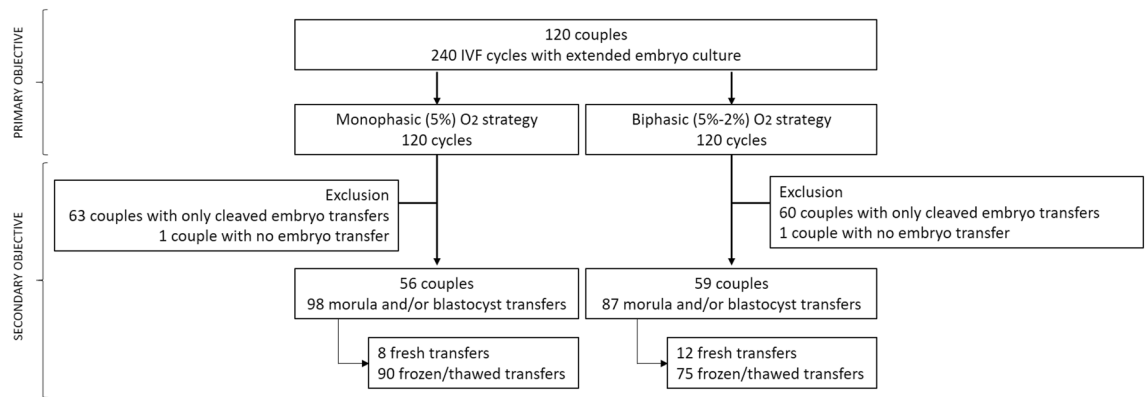 PRIMARY OBJECTIVE
120 couples
240 IVF cycles with extended embryo culture
Monophasic (5%) O2 strategy
120 cycles
Biphasic (5%-2%) O2 strategy
120 cycles
SECONDARY OBJECTIVE
Exclusion
63 couples with only cleaved embryo transfers
1 couple with no embryo transfer
Exclusion
60 couples with only cleaved embryo transfers
1 couple with no embryo transfer
56 couples
98 morula and/or blastocyst transfers
59 couples
87 morula and/or blastocyst transfers
8 fresh transfers
90 frozen/thawed transfers
12 fresh transfers
75 frozen/thawed transfers